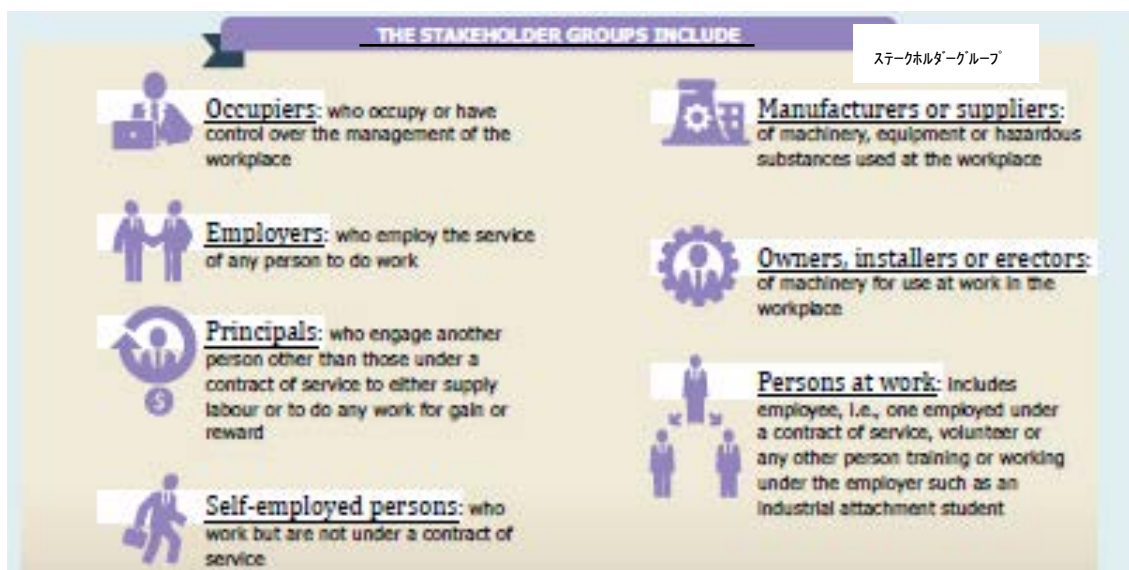 THE STAKEHOLDER GROUPS INCLUDE
ステークホルダーグループ
Occupiers: who occupy or have
control over the management of the
workplace
Employers: who employ the service
of any person to do work
Principals: who engage another
person other than those under a
contract of service to either supply
labour or to do any work for gain or
reward
Self-employed persons: who
work but are not under a contract of
service
Manufacturers or suppliers:
of machinery, equipment or hazardous
substances used at the workplace
Owners, installers or erectors:
of machinery for use at work in the
workplace
Persons at work: includes
employee, i.e., one employed under
a contract of service, volunteer or
any other person training or working
under the employer such as an
industrial attachment student
$